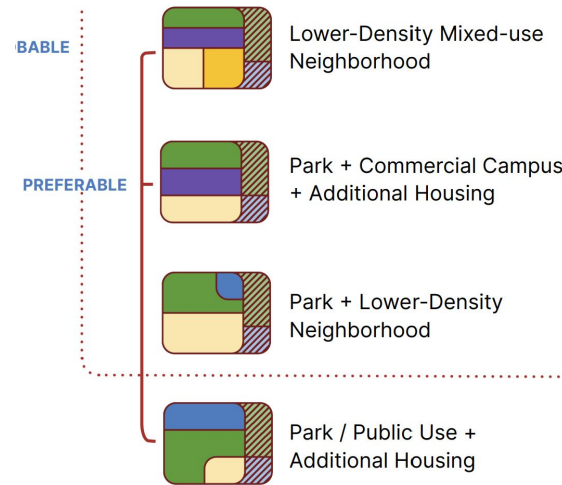 Lower-Density Mixed-use
Neighborhood
BABLE
PREFERABLE
Park + Commercial Campus
+ Additional Housing
Park + Lower-Density
Neighborhood
Park / Public Use +
Additional Housing